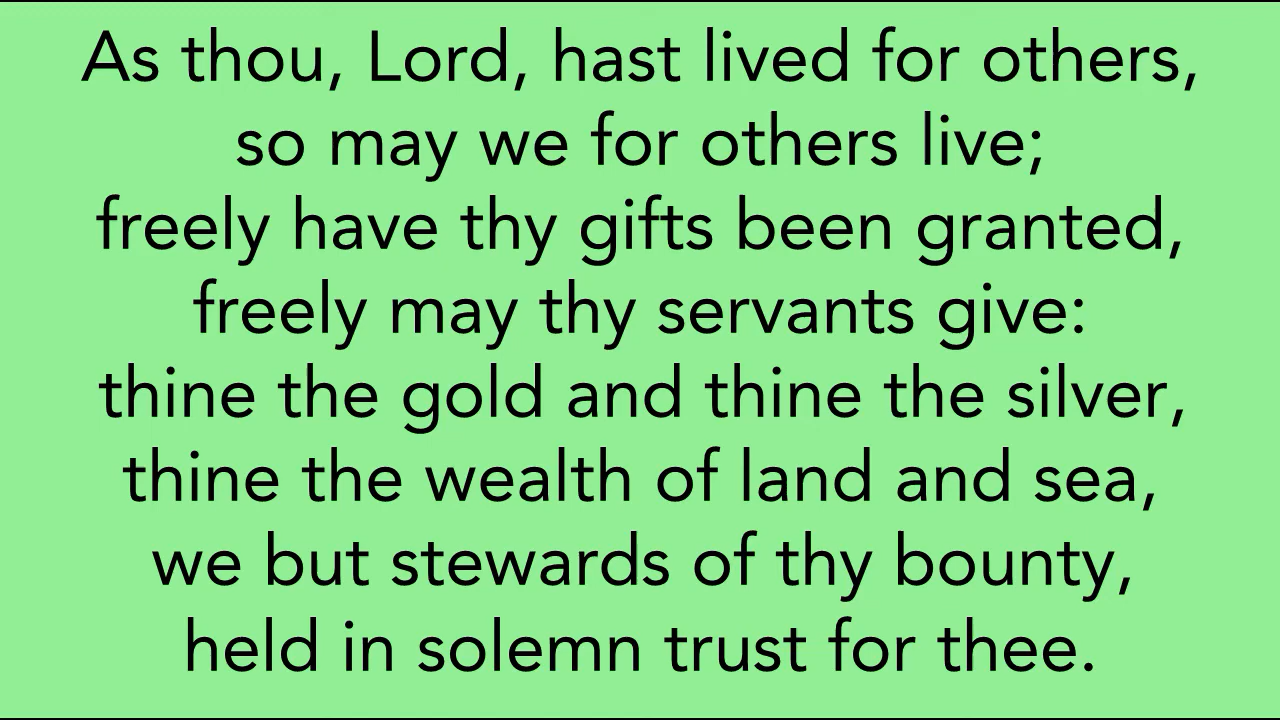 As thou, Lord, hast lived for others,
so may we for others live;
freely have thy gifts been granted,
freely may thy servants give:
thine the gold and thine the silver,
thine the wealth of land and sea,
we but stewards of thy bounty,
held in solemn trust for thee.